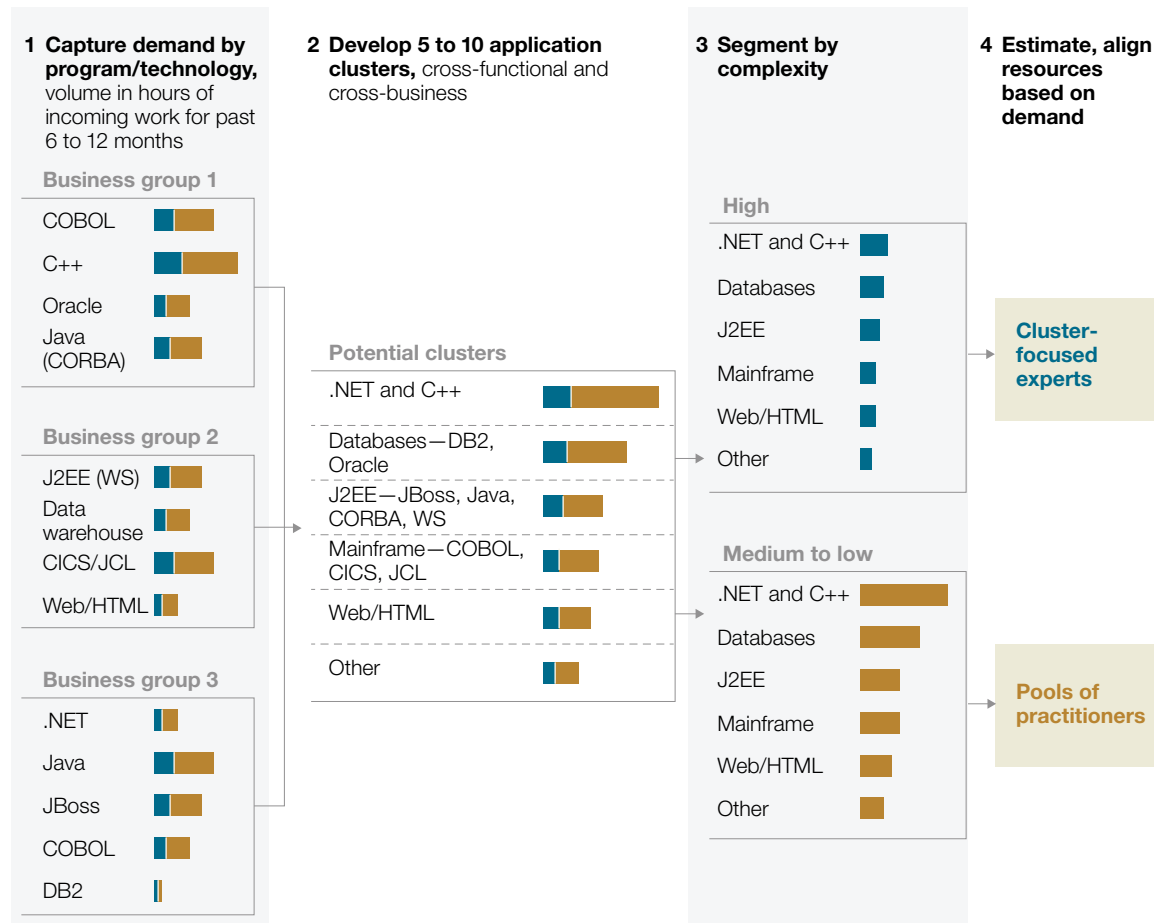 1 Capture demand by
program/technology,
volume in hours of
incoming work for past
6 to 12 months
Business group 1
COBOL
C++
Oracle
Java
(CORBA)
Business group 2
J2EE (WS)
Data
warehouse
CICS/JCL
Web/HTML
Business group 3
.NET
Java
JBoss
COBOL
DB2
2 Develop 5 to 10 application
clusters, cross-functional and
cross-business
Potential clusters
.NET and C++
Databases—DB2,
Oracle
J2EE—JBoss, Java,
CORBA, WS
Mainframe—COBOL,
CICS, JCL
Web/HTML
Other
3 Segment by
complexity
High
.NET and C++
Databases
J2EE
Mainframe
Web/HTML
Other
Medium to low
.NET and C++
Databases
J2EE
Mainframe
Web/HTML
Other
4 Estimate, align
resources
based on
demand
Cluster-
focused
experts
Pools of
practitioners